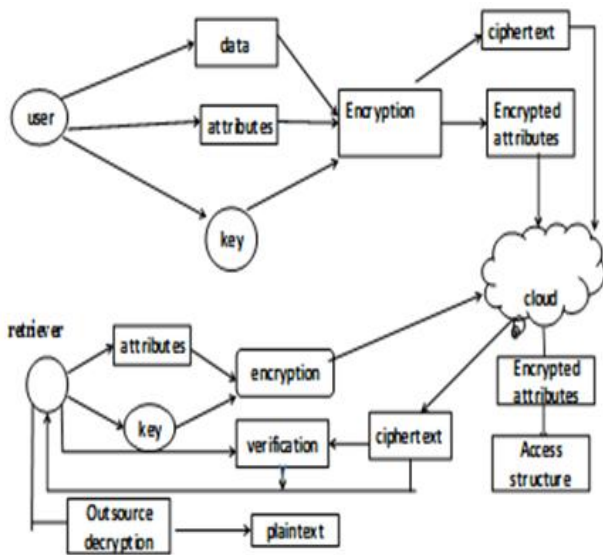 ciphertext
data
user
attributes
Encryption
Encrypted
attributes
key
cloud
retriever
attributes
encryption
key
verification
ciphertext
Encrypted
attributes
Access
structure
Outsource
decryption
plaintext